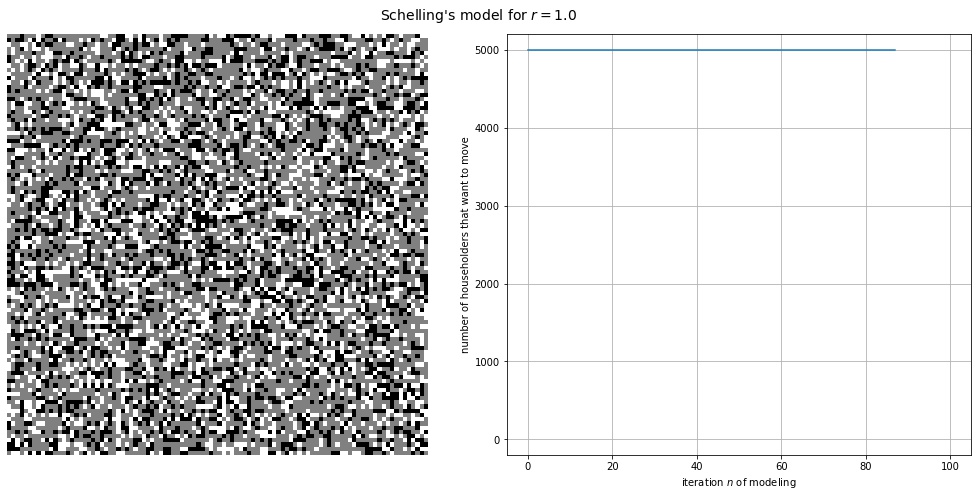 Schelling's model for r = 1.0
number of householders that want to move
5000
4000
3000
2000
1000
0
0 20 40 60 80 100
iteration n of modeling